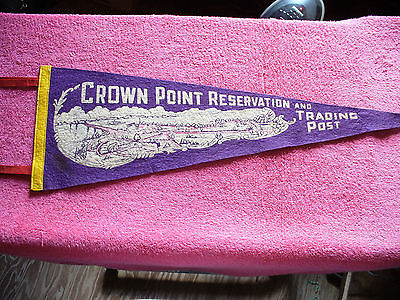 CROWN POINT RESERVATION AND
TRADING
POST